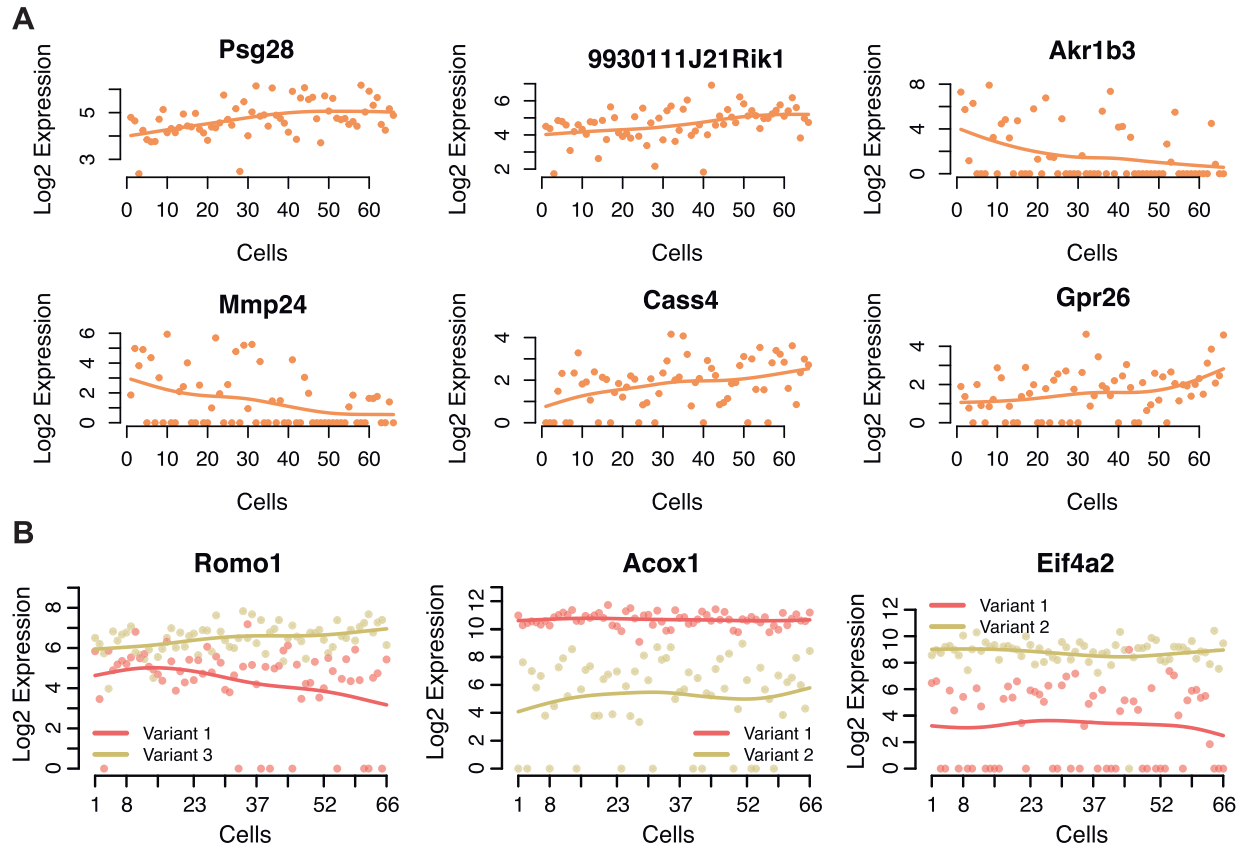 A
Psg28
9930111J21Rik1
Akr1b3
Log2 Expression
3
5
0 10 20 30 40 50 60
Cells
Log2 Expression
2
4
6
0 10 20 30 40 50 60
Cells
Log2 Expression
0
4
8
0 10 20 30 40 50 60
Cells
Mmp24
Cass4
Gpr26
Log2 Expression
0
2
4
6
0 10 20 30 40 50 60
Cells
Log2 Expression
0
2
4
0 10 20 30 40 50 60
Cells
Log2 Expression
0
2
4
0 10 20 30 40 50 60
Cells
B
Romo1
Acox1
Eif4a2
Log2 Expression
0
2
4
6
8
Variant 1
Variant 3
1 8 23 37 52 66
Cells
Log2 Expression
0
2
4
6
8
10
12
Variant 1
Variant 2
1 8 23 37 52 66
Cells
Log2 Expression
0
2
4
6
8
10
12
Variant 1
Variant 2
1 8 23 37 52 66
Cells